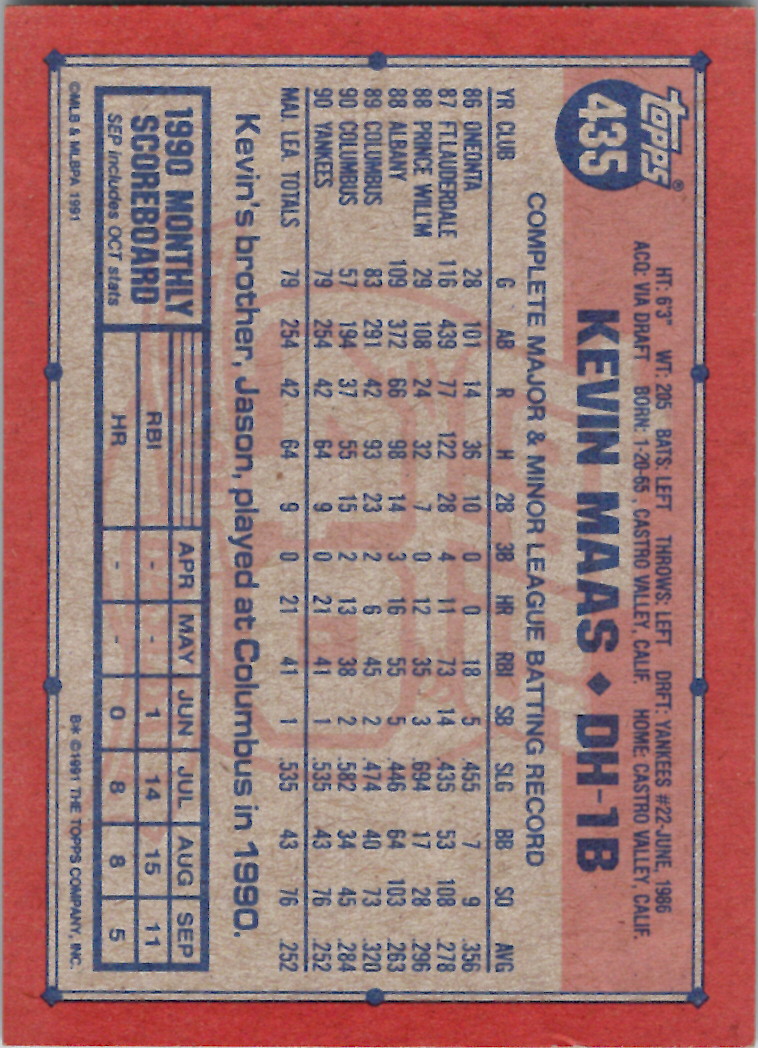 topps®
435
HT: 6'3" WT: 205 BATS: LEFT THROWS: LEFT DRFT: YANKEES #22-JUNE, 1986
ACQ: VIA DRAFT BORN: 1-20-65, CASTRO VALLEY, CALIF. HOME: CASTRO VALLEY, CALIF.
KEVIN MAAS ♦ DH-1B
COMPLETE MAJOR & MINOR LEAGUE BATTING RECORD
YR CLUB G AB R H 2B 3B HR RBI SB SLG BB SO AVG
86 ONEONTA 28 101 14 36 10 0 0 18 5 .455 7 9 .356
87 FT.LAUDERDALE 116 439 77 122 28 4 11 73 14 .435 53 108 .278
88 PRINCE WILL'M 29 108 24 32 7 0 12 35 3 .694 17 28 .296
88 ALBANY 109 372 66 98 14 3 16 55 5 .446 64 103 .263
89 COLUMBUS 83 291 42 93 23 2 6 45 2 .474 40 73 .320
90 COLUMBUS 57 194 37 55 15 2 13 38 2 .582 34 45 .284
90 YANKEES 79 254 42 64 9 0 21 41 1 .535 43 76 .252
MAJ. LEA. TOTALS 79 254 42 64 9 0 21 41 1 .535 43 76 .252
Kevin's brother, Jason, played at Columbus in 1990.
1990 MONTHLY SCOREBOARD
SEP includes OCT stats
APR MAY JUN JUL AUG SEP
RBI - - 1 14 15 11
HR - - 0 8 8 5
©MLB & MLBPA 1991
B* ©1991 THE TOPPS COMPANY, INC.